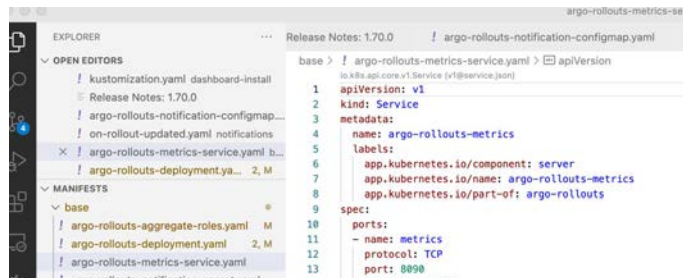 argo-rollouts-metrics-se
EXPLORER
...
OPEN EDITORS
! kustomization.yaml dashboard-install
Release Notes: 1.70.0
! argo-rollouts-notification-configmap....
! on-rollout-updated.yaml notifications
× ! argo-rollouts-metrics-service.yaml b...
! argo-rollouts-deployment.ya... 2, M
MANIFESTS
base
! argo-rollouts-aggregate-roles.yaml M
! argo-rollouts-deployment.yaml 2, M
! argo-rollouts-metrics-service.yaml
4
Release Notes: 1.70.0
! argo-rollouts-notification-configmap.yaml
base > ! argo-rollouts-metrics-service.yaml > apiVersion
io.k8s.api.core.v1.Service (v1@service.json)
1 apiVersion: v1
2 kind: Service
3 metadata:
4 name: argo-rollouts-metrics
5 labels:
6 app.kubernetes.io/component: server
7 app.kubernetes.io/name: argo-rollouts-metrics
8 app.kubernetes.io/part-of: argo-rollouts
9 spec:
10 ports:
11 - name: metrics
12 protocol: TCP
13 port: 8090